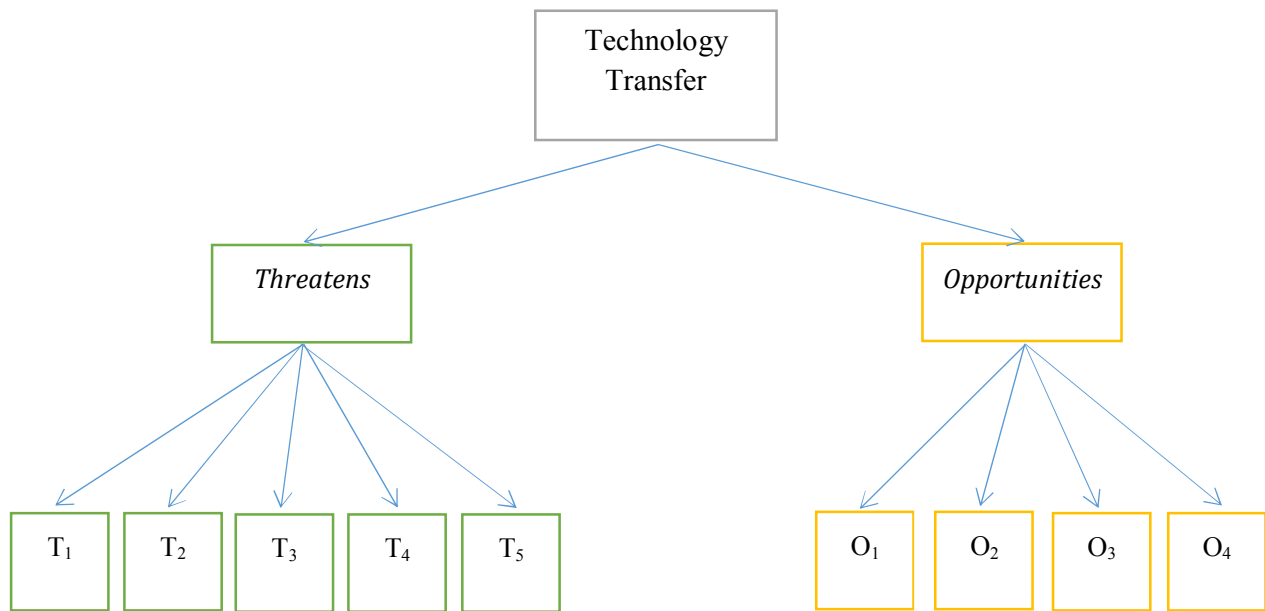 Technology
Transfer
Threatens
Opportunities
T₁
T₂
T₃
T₄
T₅
O₁
O₂
O₃
O₄